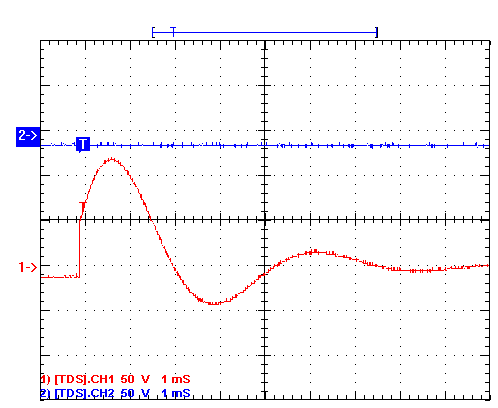 T
2->
T
1->
1) [TDS].CH1 50 V 1 mS
2) [TDS].CH2 50 V 1 mS